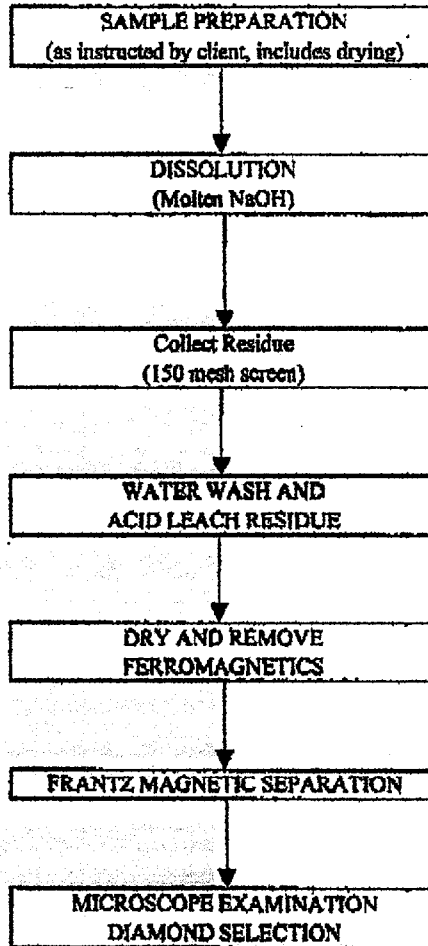 SAMPLE PREPARATION
(as instructed by client, includes drying)
DISSOLUTION
(Molten NaOH)
Collect Residue
(150 mesh screen)
WATER WASH AND
ACID LEACH RESIDUE
DRY AND REMOVE
FERROMAGNETICS
FRANTZ MAGNETIC SEPARATION
MICROSCOPE EXAMINATION
DIAMOND SELECTION